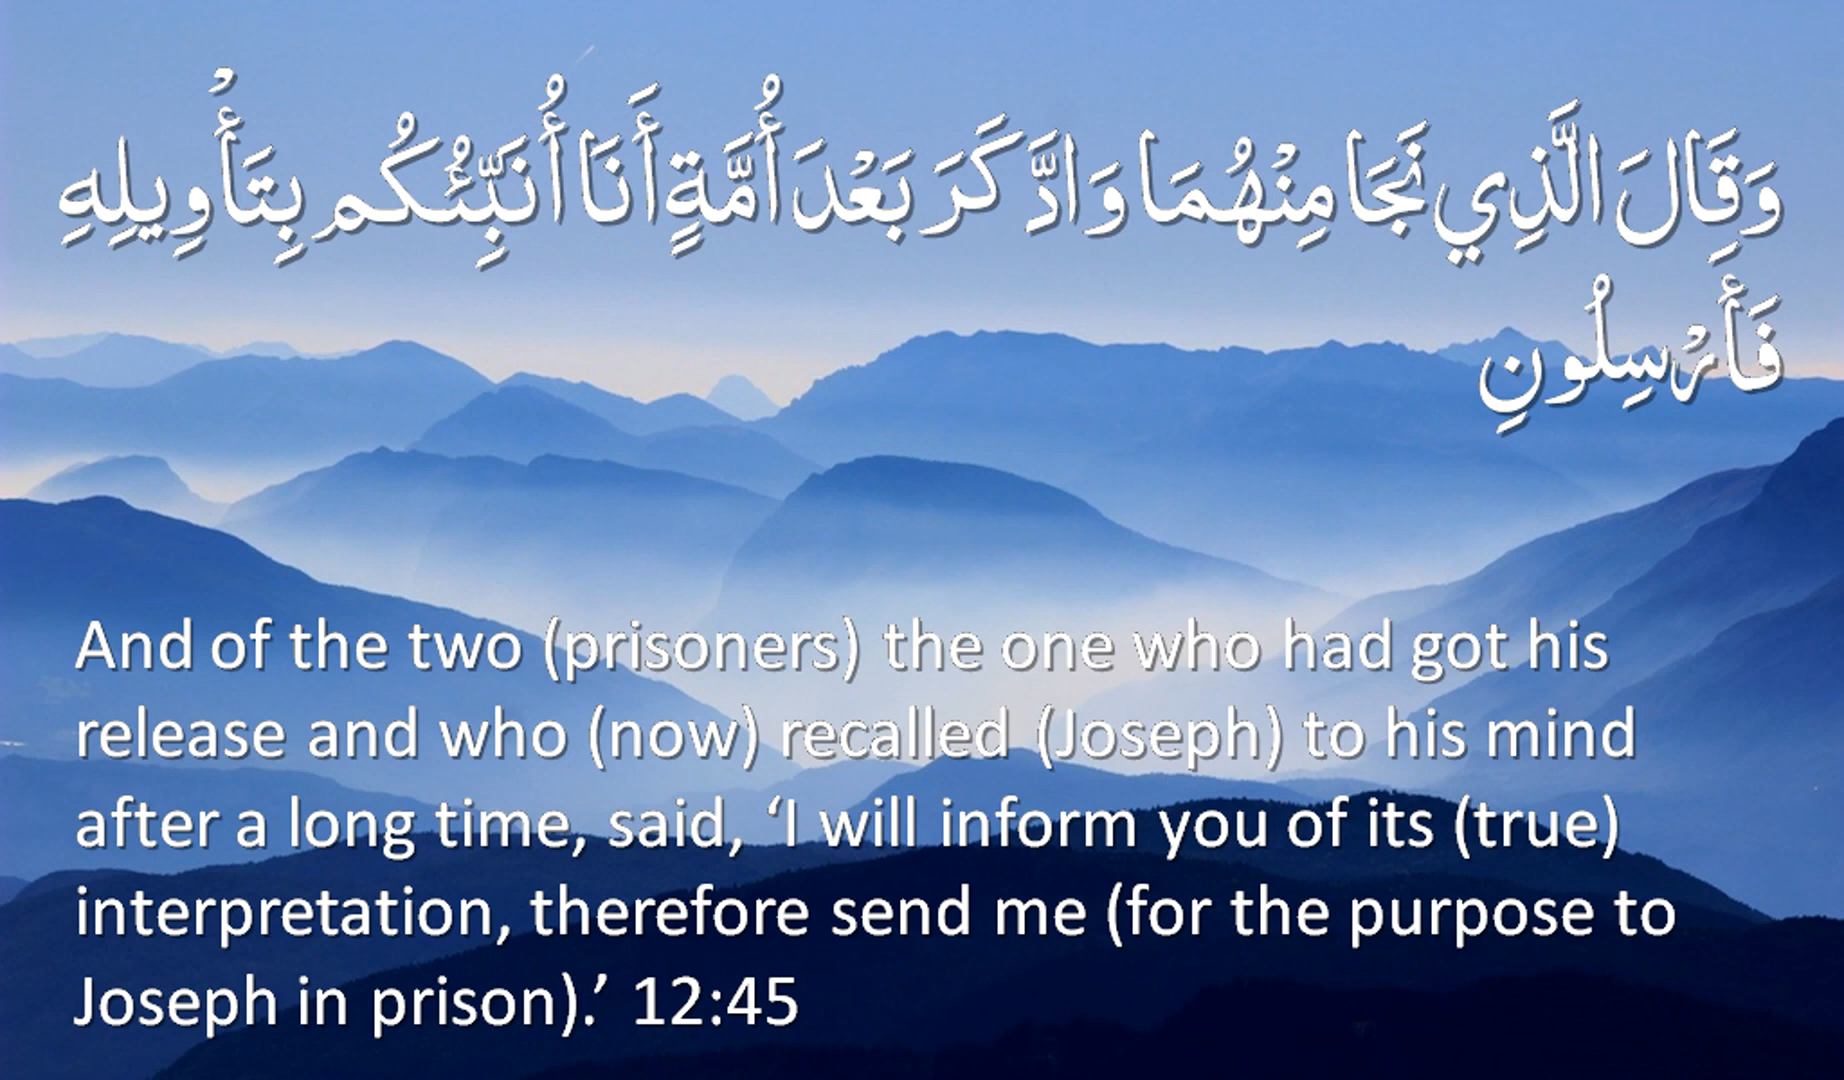 وَقَالَ الَّذِي نَجَا مِنْهُمَا وَادَّكَرَ بَعْدَ أُمَّةٍ أَنَا أُنَبِّئُكُم بِتَأْوِيلِهِ
فَأَرْسِلُونِ
And of the two (prisoners) the one who had got his
release and who (now) recalled (Joseph) to his mind
after a long time, said, ‘I will inform you of its (true)
interpretation, therefore send me (for the purpose to
Joseph in prison).’ 12:45